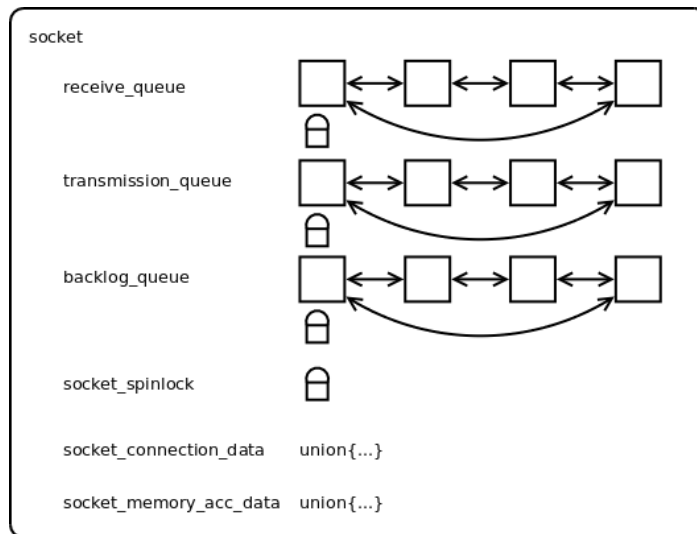 socket
receive_queue
transmission_queue
backlog_queue
socket_spinlock
socket_connection_data union{...}
socket_memory_acc_data union{...}